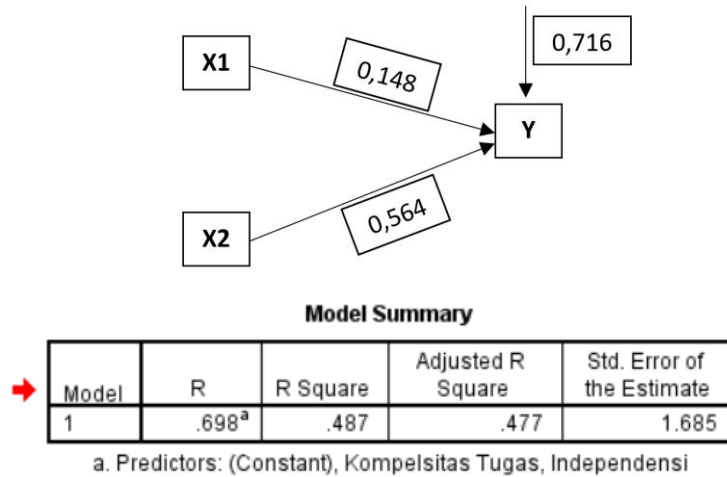 0,716
X1
0,148
Y
0,564
X2
Model Summary
Model R R Square Adjusted R Square Std. Error of the Estimate
1 .698a .487 .477 1.685
a. Predictors: (Constant), Kompelsitas Tugas, Independensi